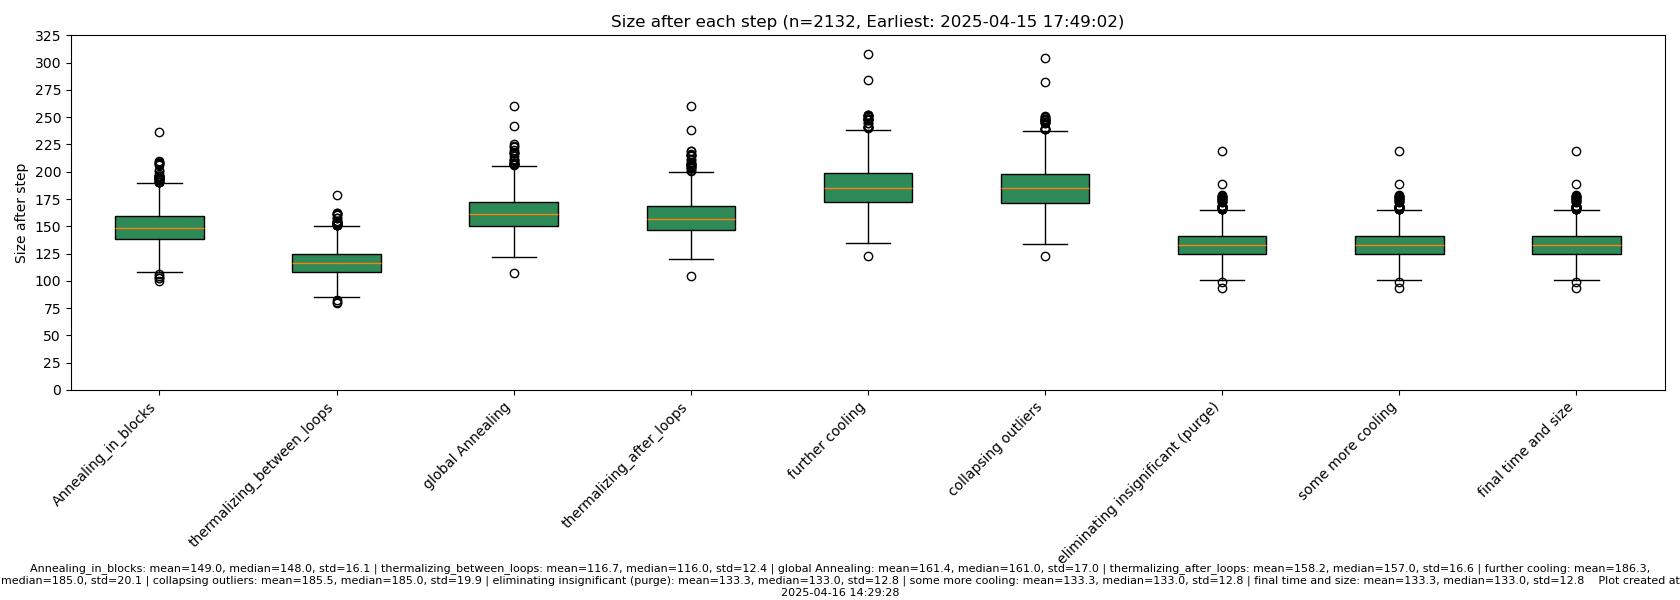 Size after each step (n=2132, Earliest: 2025-04-15 17:49:02)
Size after step
325
300
275
250
225
200
175
150
125
100
75
50
25
0
Annealing_in_blocks
thermalizing_between_loops
global Annealing
thermalizing_after_loops
further cooling
collapsing outliers
eliminating insignificant (purge)
some more cooling
final time and size
Annealing_in_blocks: mean=149.0, median=148.0, std=16.1 | thermalizing_between_loops: mean=116.7, median=116.0, std=12.4 | global Annealing: mean=161.4, median=161.0, std=17.0 | thermalizing_after_loops: mean=158.2, median=157.0, std=16.6 | further cooling: mean=186.3,
median=185.0, std=20.1 | collapsing outliers: mean=185.5, median=185.0, std=19.9 | eliminating insignificant (purge): mean=133.3, median=133.0, std=12.8 | some more cooling: mean=133.3, median=133.0, std=12.8 | final time and size: mean=133.3, median=133.0, std=12.8    Plot created at
2025-04-16 14:29:28